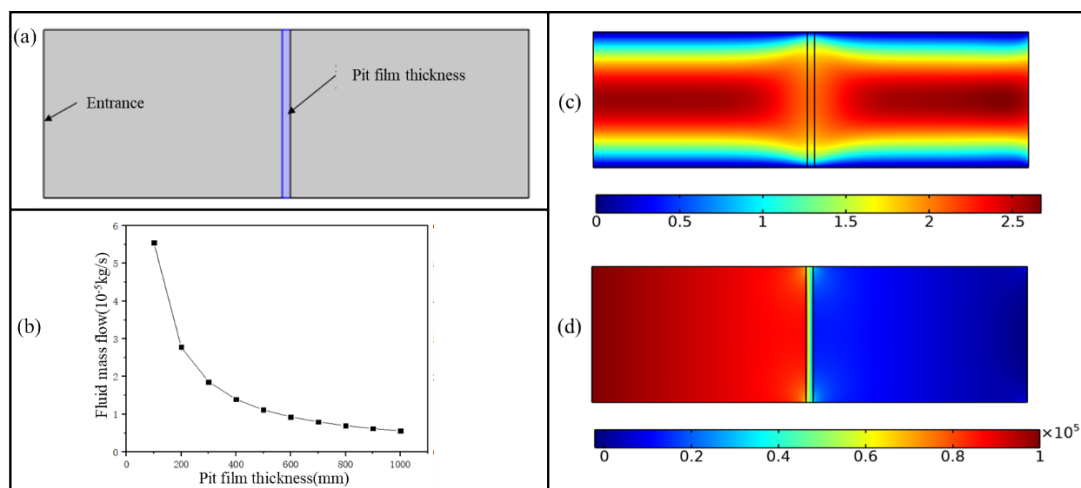 (a)
Pit film thickness
Entrance
(b)
Fluid mass flow(10⁻⁵kg/s)
6
5
4
3
2
1
0
0 200 400 600 800 1000
Pit film thickness(mm)
(c)
0 0.5 1 1.5 2 2.5
(d)
×10⁵
0 0.2 0.4 0.6 0.8 1